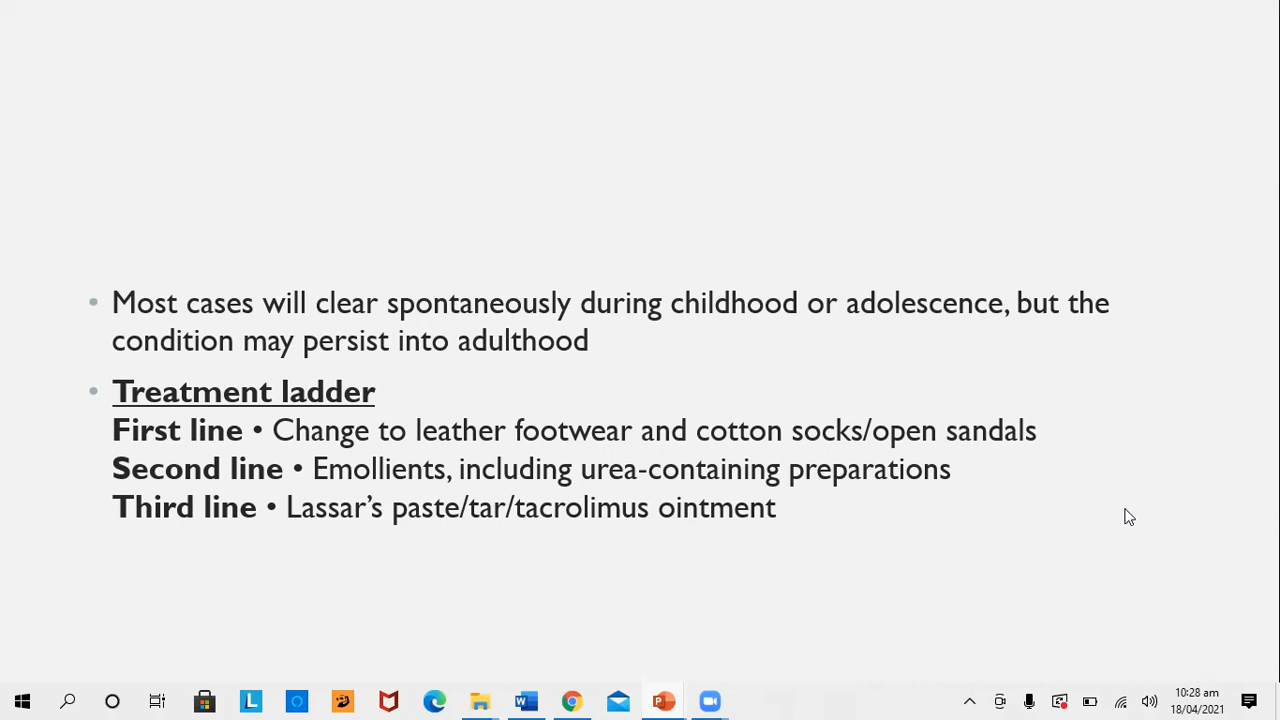 • Most cases will clear spontaneously during childhood or adolescence, but the
condition may persist into adulthood
• Treatment ladder
First line • Change to leather footwear and cotton socks/open sandals
Second line • Emollients, including urea-containing preparations
Third line • Lassar’s paste/tar/tacrolimus ointment
10:28 am
18/04/2021